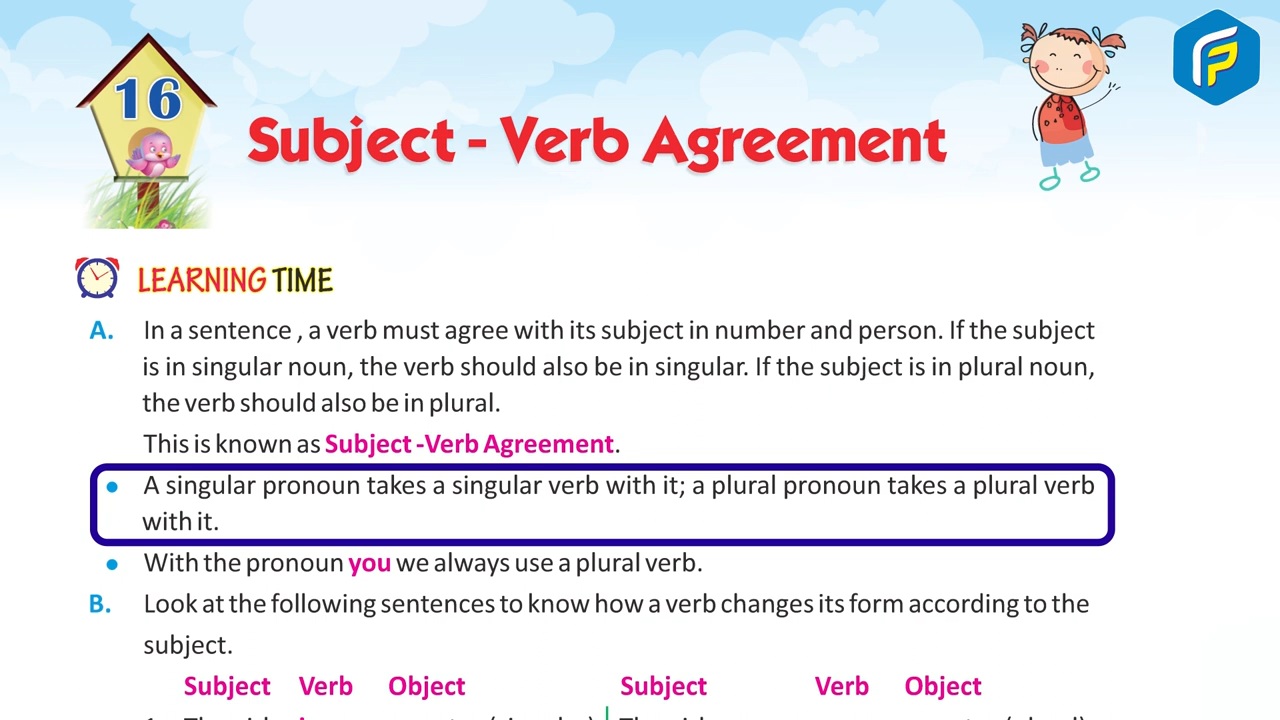 16
Subject - Verb Agreement
LEARNING TIME
A. In a sentence , a verb must agree with its subject in number and person. If the subject
is in singular noun, the verb should also be in singular. If the subject is in plural noun,
the verb should also be in plural.
This is known as Subject -Verb Agreement.
• A singular pronoun takes a singular verb with it; a plural pronoun takes a plural verb
with it.
• With the pronoun you we always use a plural verb.
B. Look at the following sentences to know how a verb changes its form according to the
subject.
Subject Verb Object Subject Verb Object